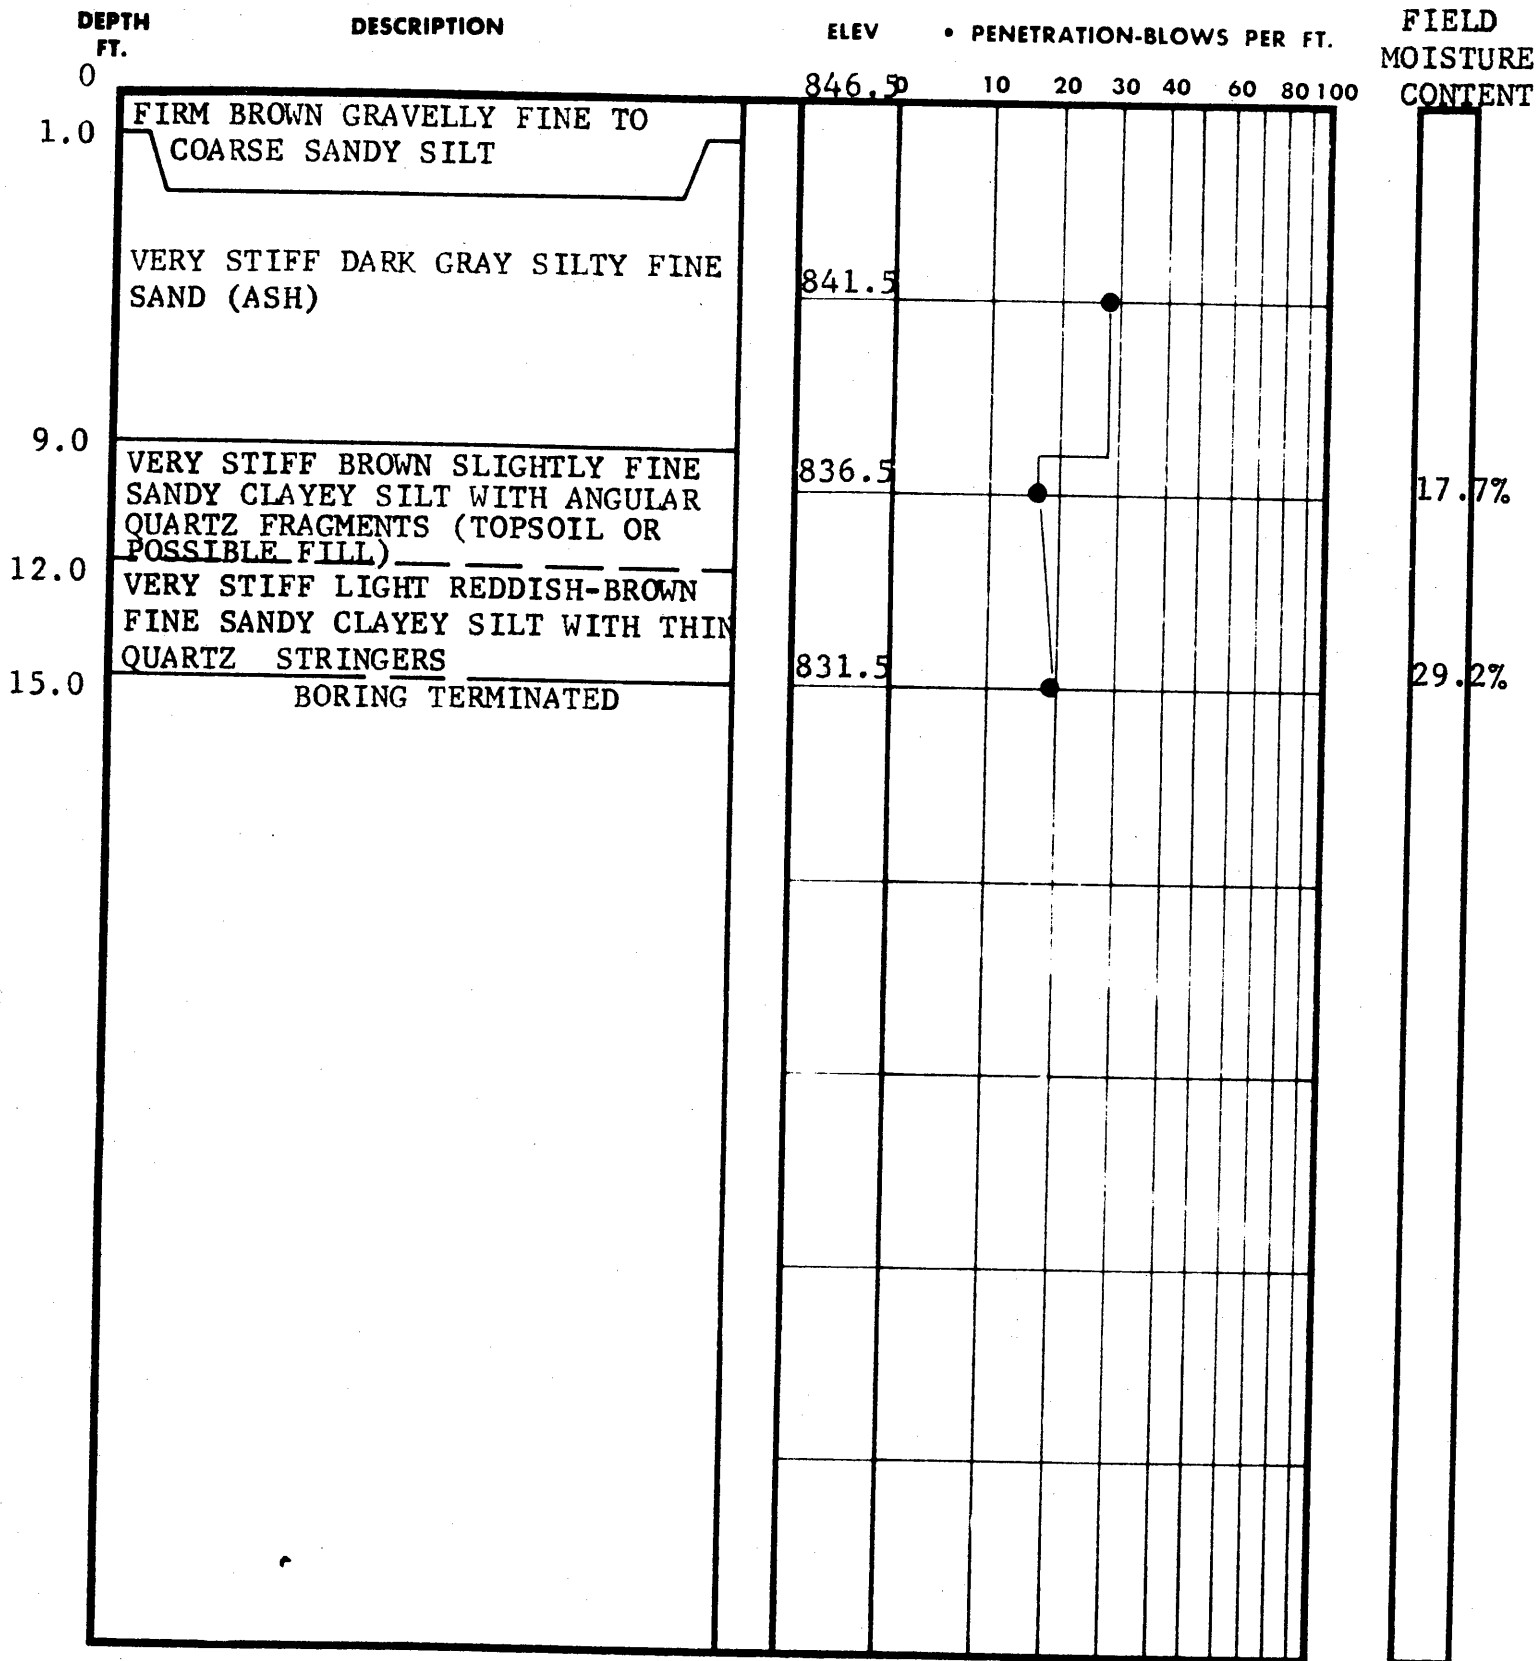 DEPTH FT.
DESCRIPTION
ELEV
• PENETRATION-BLOWS PER FT.
FIELD
MOISTURE
CONTENT
0
846.5
0 10 20 30 40 60 80 100
FIRM BROWN GRAVELLY FINE TO
1.0
COARSE SANDY SILT
VERY STIFF DARK GRAY SILTY FINE
SAND (ASH)
841.5
9.0
VERY STIFF BROWN SLIGHTLY FINE
SANDY CLAYEY SILT WITH ANGULAR
QUARTZ FRAGMENTS (TOPSOIL OR
POSSIBLE FILL)
836.5
17.7%
12.0
VERY STIFF LIGHT REDDISH-BROWN
FINE SANDY CLAYEY SILT WITH THIN
QUARTZ STRINGERS
831.5
29.2%
15.0
BORING TERMINATED